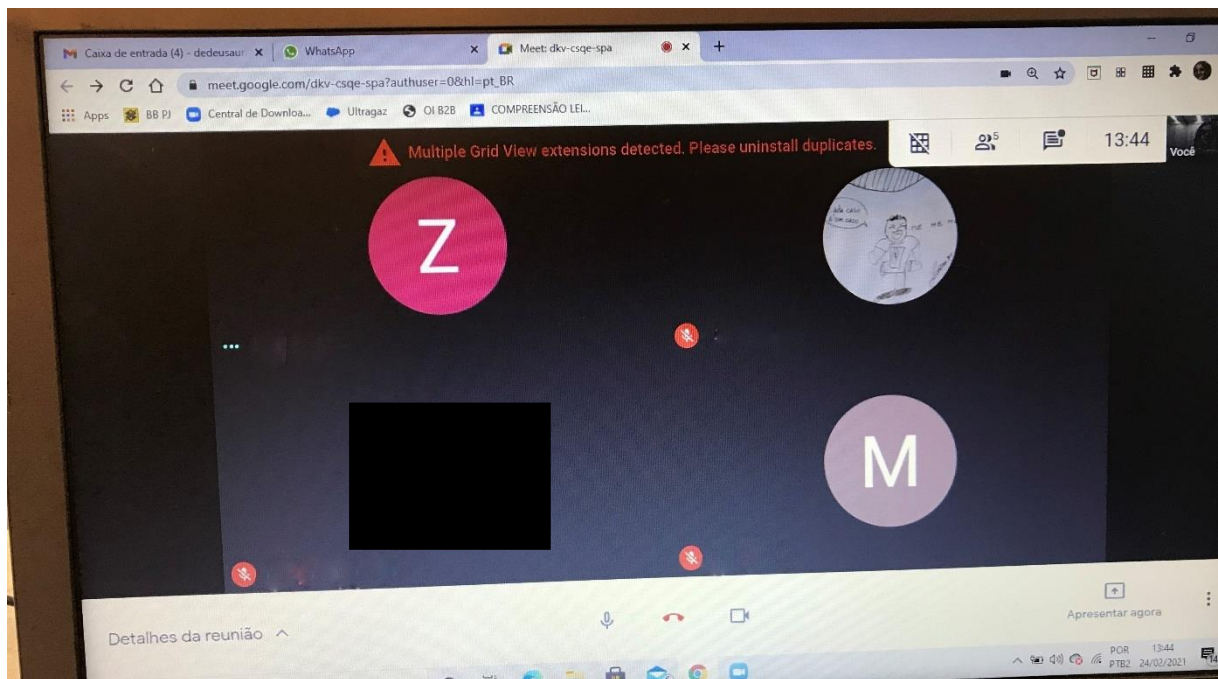 Caixa de entrada (4) - dedeusaur
WhatsApp
Meet: dkv-csqe-spa
meet.google.com/dkv-csqe-spa?authuser=0&hl=pt_BR
Apps
BB PJ
Central de Downloa...
Ultragaz
OI B2B
COMPREENSÃO LEI...
Multiple Grid View extensions detected. Please uninstall duplicates.
5
13:44
Você
Z
M
Detalhes da reunião
Apresentar agora
POR
PTB2
13:44
24/02/2021
14